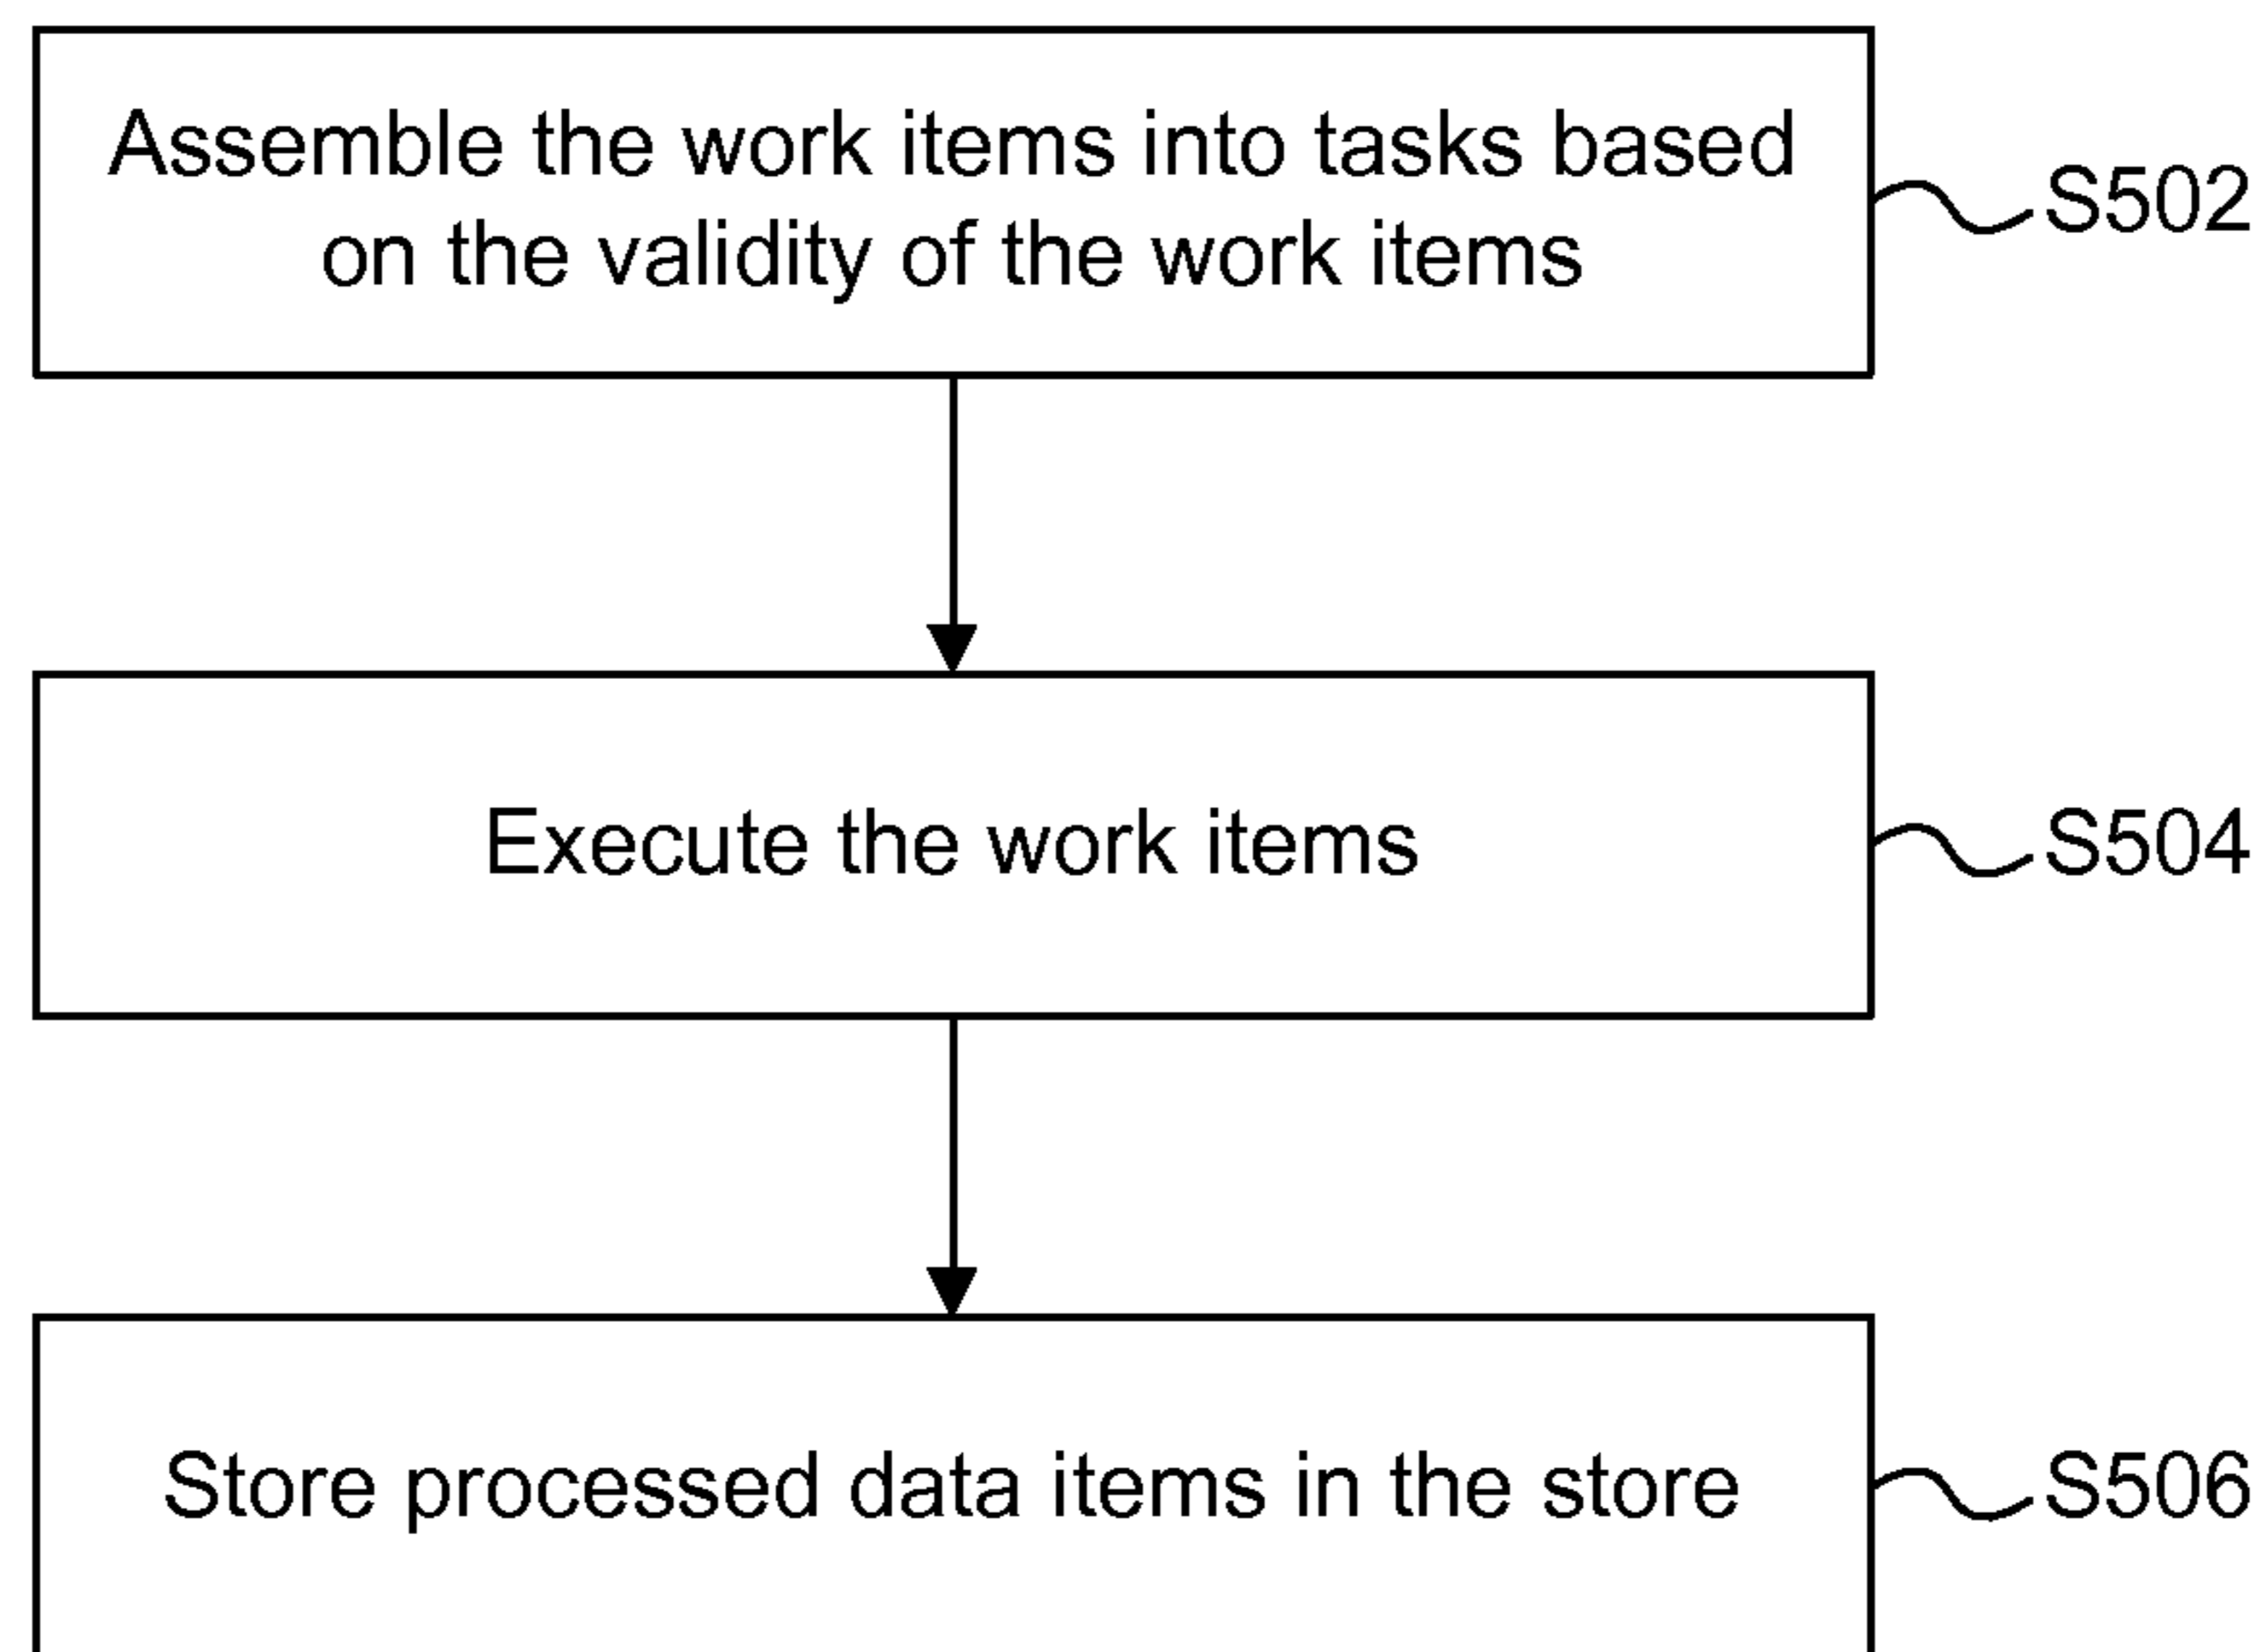 Assemble the work items into tasks based
on the validity of the work items
S502
Execute the work items
S504
Store processed data items in the store
S506